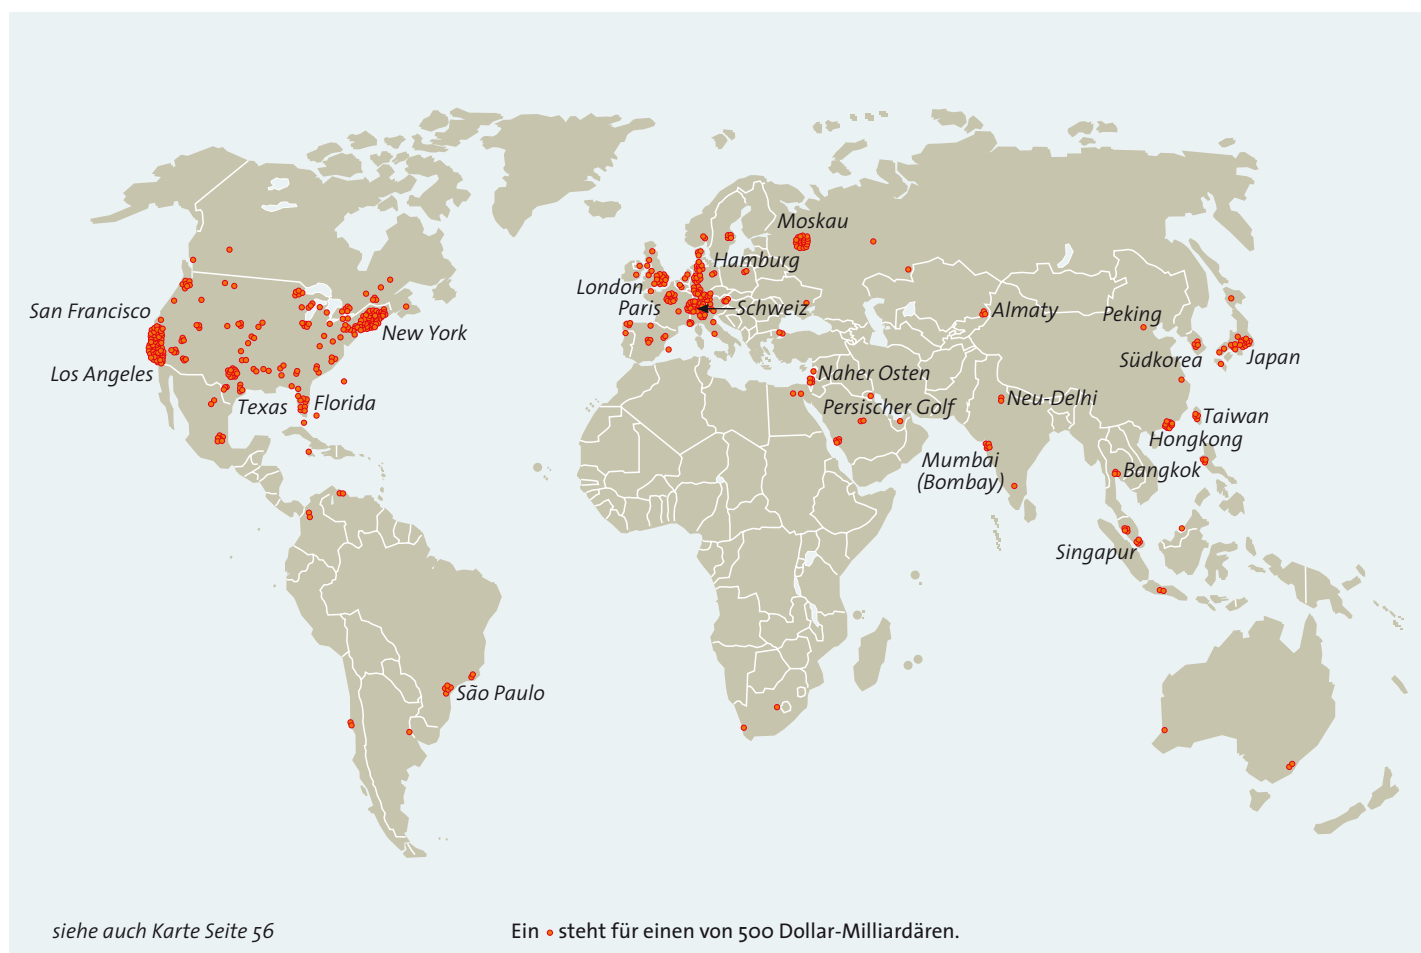 Moskau
Hamburg
London
Paris
Schweiz
San Francisco
New York
Los Angeles
Almaty
Peking
Südkorea
Japan
Texas
Florida
Naher Osten
Persischer Golf
Neu-Delhi
Taiwan
Hongkong
Mumbai
(Bombay)
Bangkok
Singapur
São Paulo
siehe auch Karte Seite 56
Ein • steht für einen von 500 Dollar-Milliardären.